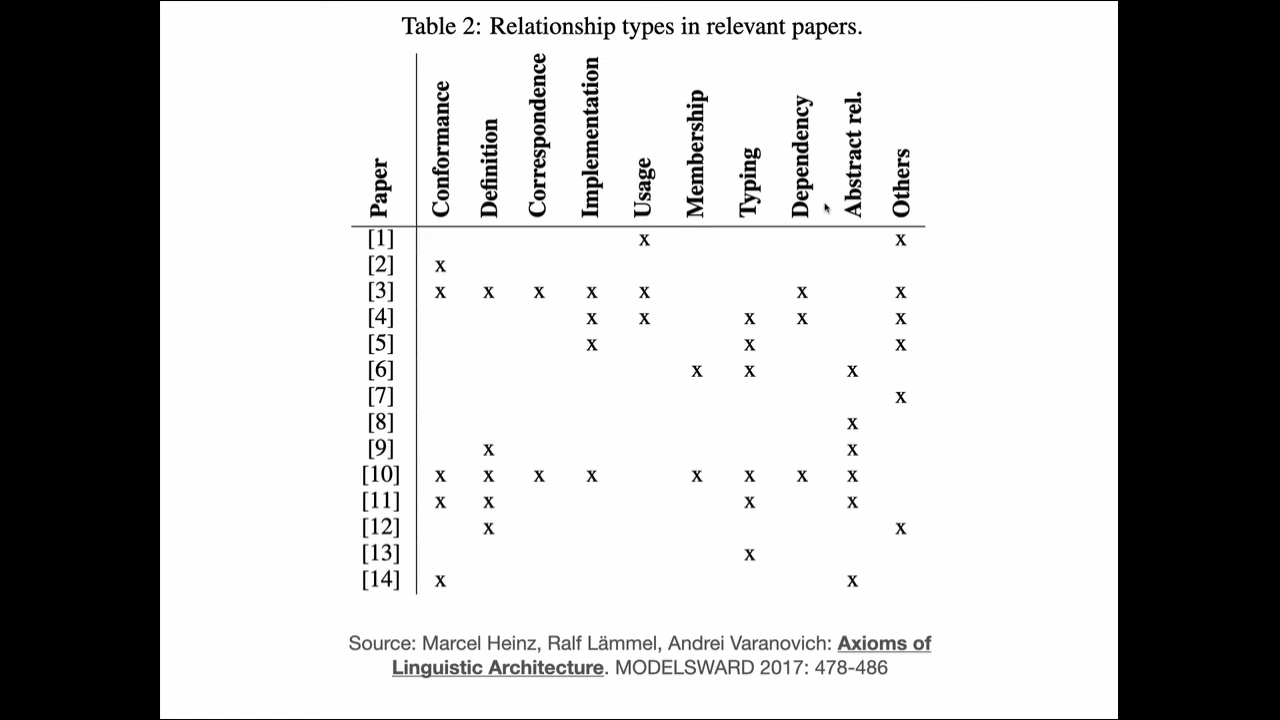 Table 2: Relationship types in relevant papers.
Paper Conformance Definition Correspondence Implementation Usage Membership Typing Dependency Abstract rel. Others
[1] x x
[2] x
[3] x x x x x x x
[4] x x x x x
[5] x x x
[6] x x x
[7] x
[8] x
[9] x x
[10] x x x x x x x x
[11] x x x x
[12] x x
[13] x
[14] x x
Source: Marcel Heinz, Ralf Lämmel, Andrei Varanovich: Axioms of
Linguistic Architecture. MODELSWARD 2017: 478-486